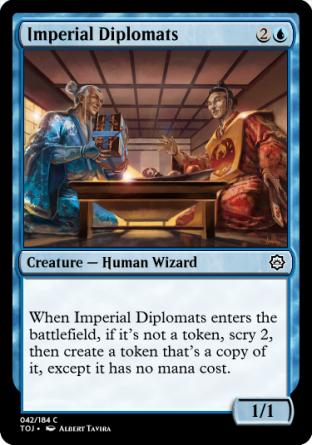 Imperial Diplomats 2
Creature — Human Wizard
When Imperial Diplomats enters the
battlefield, if it's not a token, scry 2,
then create a token that's a copy of
it, except it has no mana cost.
1/1
042/184 C
TOJ • Albert Tavira